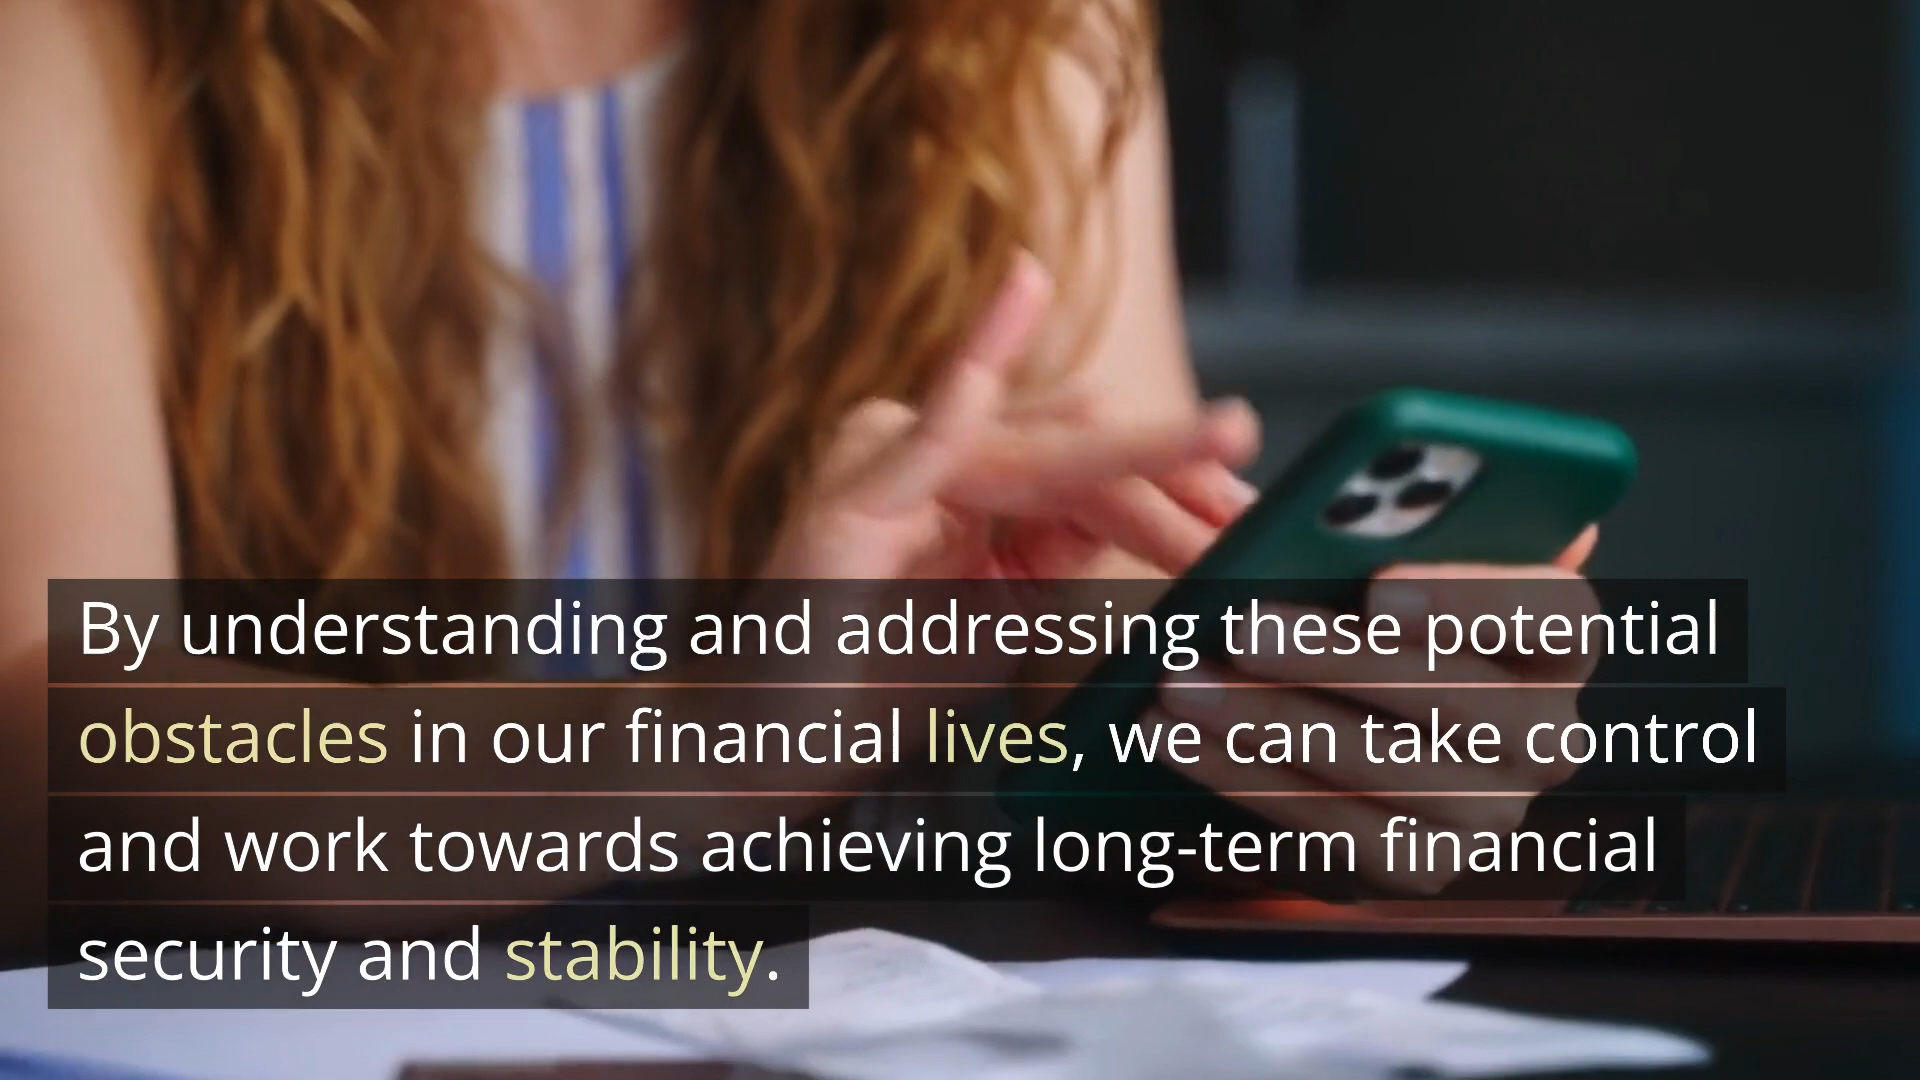 By understanding and addressing these potential
obstacles in our financial lives, we can take control
and work towards achieving long-term financial
security and stability.